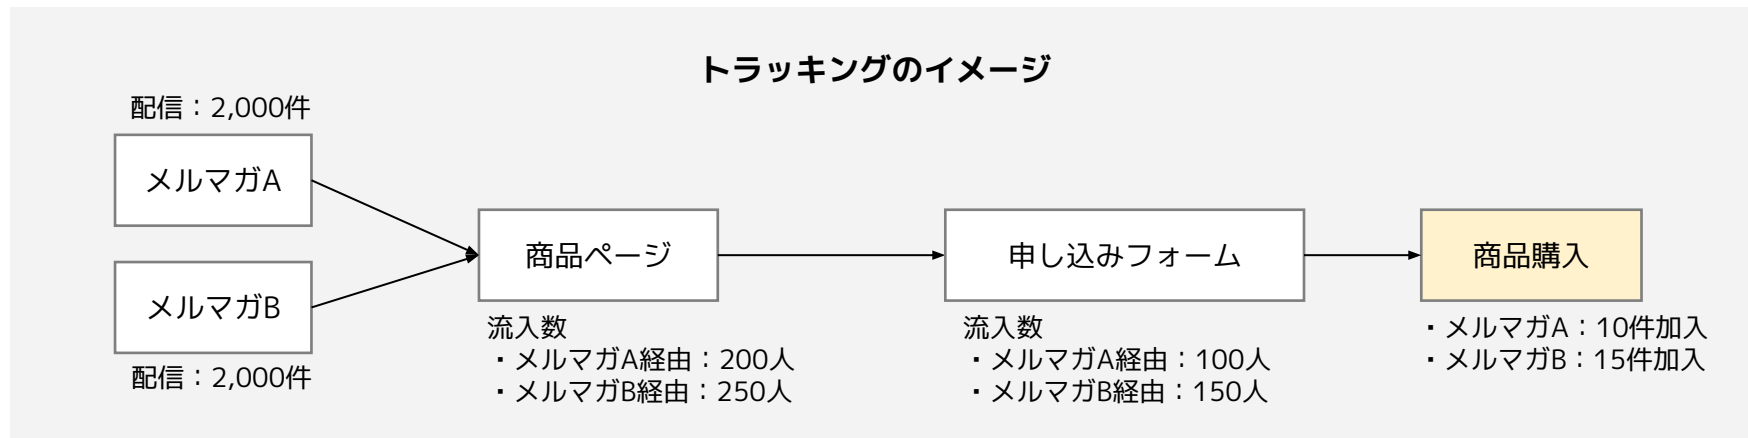 トラッキングのイメージ
配信：2,000件
メルマガA
メルマガB
配信：2,000件
商品ページ
流入数
・メルマガA経由：200人
・メルマガB経由：250人
申し込みフォーム
流入数
・メルマガA経由：100人
・メルマガB経由：150人
商品購入
・メルマガA：10件加入
・メルマガB：15件加入